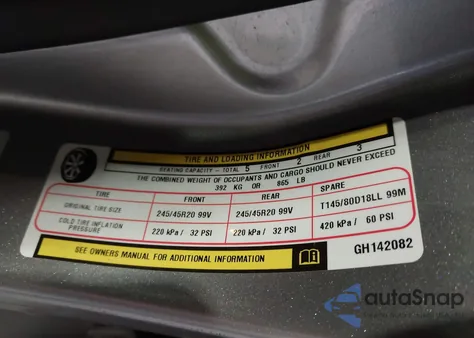 TIRE AND LOADING INFORMATION
SEATING CAPACITY - TOTAL 5 FRONT 2 REAR 3
THE COMBINED WEIGHT OF OCCUPANTS AND CARGO SHOULD NEVER EXCEED
392 KG OR 865 LB
TIRE FRONT REAR SPARE
ORIGINAL TIRE SIZE 245/45R20 99V 245/45R20 99V T145/80D18LL 99M
COLD TIRE INFLATION PRESSURE 220 kPa / 32 PSI 220 kPa / 32 PSI 420 kPa / 60 PSI
SEE OWNERS MANUAL FOR ADDITIONAL INFORMATION GH142082
autoSnap